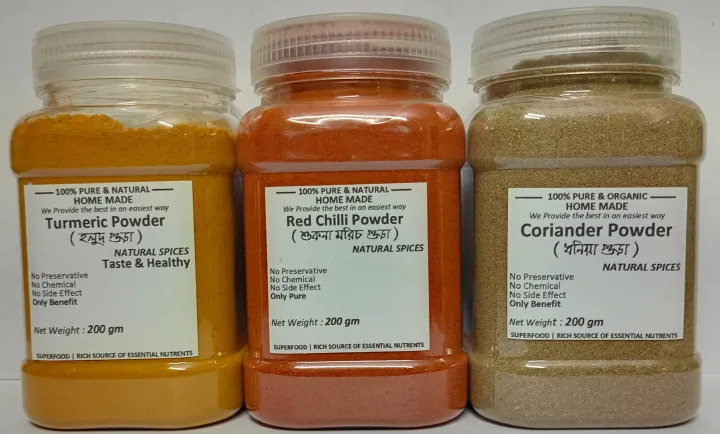 100% PURE & NATURAL
HOME MADE
We Provide the best in an easiest way
Turmeric Powder
( হলুদ গুড়া )
NATURAL SPICES
Taste & Healthy
No Preservative
No Chemical
No Side Effect
Only Benefit
Net Weight : 200 gm
SUPERFOOD | RICH SOURCE OF ESSENTIAL NUTRENTS
100% PURE & NATURAL
HOME MADE
We Provide the best in an easiest way
Red Chilli Powder
( শুকনা মরিচ গুড়া )
NATURAL SPICES
No Preservative
No Chemical
No Side Effect
Only Pure
Net Weight : 200 gm
SUPERFOOD | RICH SOURCE OF ESSENTIAL NUTRENTS
100% PURE & ORGANIC
HOME MADE
We Provide the best in an easiest way
Coriander Powder
( ধনিয়া গুড়া )
NATURAL SPICES
No Preservative
No Chemical
No Side Effect
Only Benefit
Net Weight : 200 gm
SUPERFOOD | RICH SOURCE OF ESSENTIAL NUTRENTS